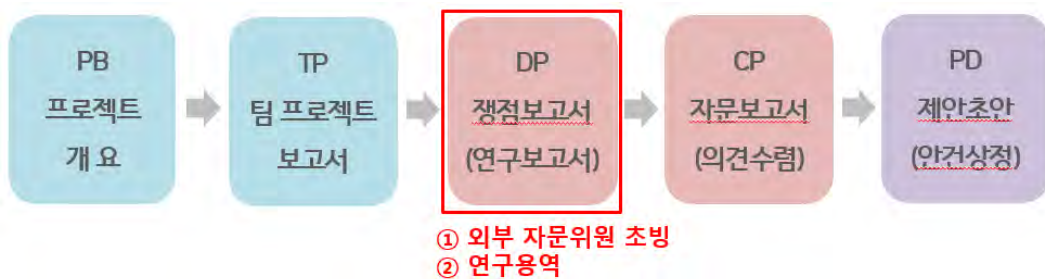 PB
프로젝트
개 요
TP
팀 프로젝트
보고서
DP
쟁점보고서
(연구보고서)
CP
자문보고서
(의견수렴)
PD
제안초안
(안건상정)
① 외부 자문위원 초빙
② 연구용역